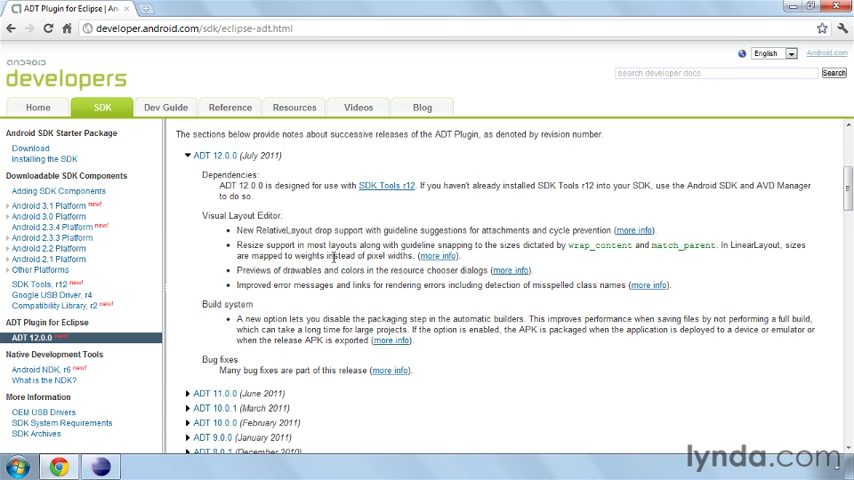 ADT Plugin for Eclipse | An
developer.android.com/sdk/eclipse-adt.html
English
Android.com
ANDROID
developers
search developer docs
Search
Home
SDK
Dev Guide
Reference
Resources
Videos
Blog
Android SDK Starter Package
Download
Installing the SDK
Downloadable SDK Components
Adding SDK Components
Android 3.1 Platform new!
Android 3.0 Platform
Android 2.3.4 Platform new!
Android 2.3.3 Platform
Android 2.2 Platform
Android 2.1 Platform
Other Platforms
SDK Tools, r12 new!
Google USB Driver, r4
Compatibility Library, r2 new!
ADT Plugin for Eclipse
ADT 12.0.0 new!
Native Development Tools
Android NDK, r6 new!
What is the NDK?
More Information
OEM USB Drivers
SDK System Requirements
SDK Archives
The sections below provide notes about successive releases of the ADT Plugin, as denoted by revision number.
ADT 12.0.0 (July 2011)
Dependencies:
ADT 12.0.0 is designed for use with SDK Tools r12. If you haven't already installed SDK Tools r12 into your SDK, use the Android SDK and AVD Manager
to do so.
Visual Layout Editor:
• New RelativeLayout drop support with guideline suggestions for attachments and cycle prevention (more info).
• Resize support in most layouts along with guideline snapping to the sizes dictated by wrap_content and match_parent. In LinearLayout, sizes
are mapped to weights instead of pixel widths. (more info).
• Previews of drawables and colors in the resource chooser dialogs (more info).
• Improved error messages and links for rendering errors including detection of misspelled class names (more info).
Build system
• A new option lets you disable the packaging step in the automatic builders. This improves performance when saving files by not performing a full build,
which can take a long time for large projects. If the option is enabled, the APK is packaged when the application is deployed to a device or emulator or
when the release APK is exported (more info).
Bug fixes
Many bug fixes are part of this release (more info).
ADT 11.0.0 (June 2011)
ADT 10.0.1 (March 2011)
ADT 10.0.0 (February 2011)
ADT 9.0.0 (January 2011)
ADT 8.0.1 (December 2010)
lynda.com